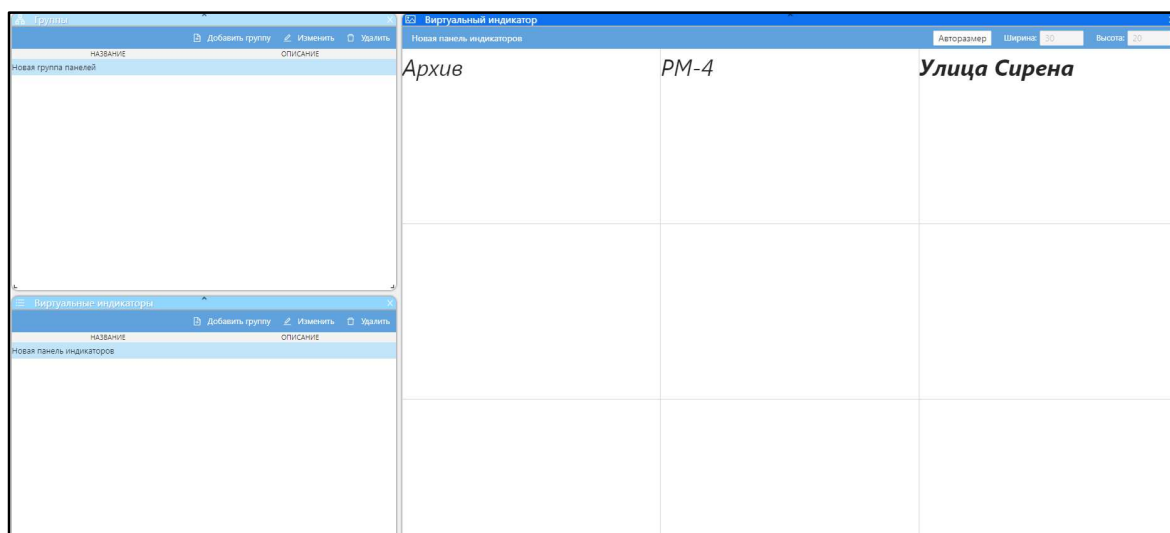 Группы
Добавить группу Изменить Удалить
НАЗВАНИЕ ОПИСАНИЕ
Новая группа панелей
Виртуальные индикаторы
Добавить группу Изменить Удалить
НАЗВАНИЕ ОПИСАНИЕ
Новая панель индикаторов
Виртуальный индикатор
Новая панель индикаторов Авторазмер Ширина: 30 Высота: 20
Архив РМ-4 Улица Сирена